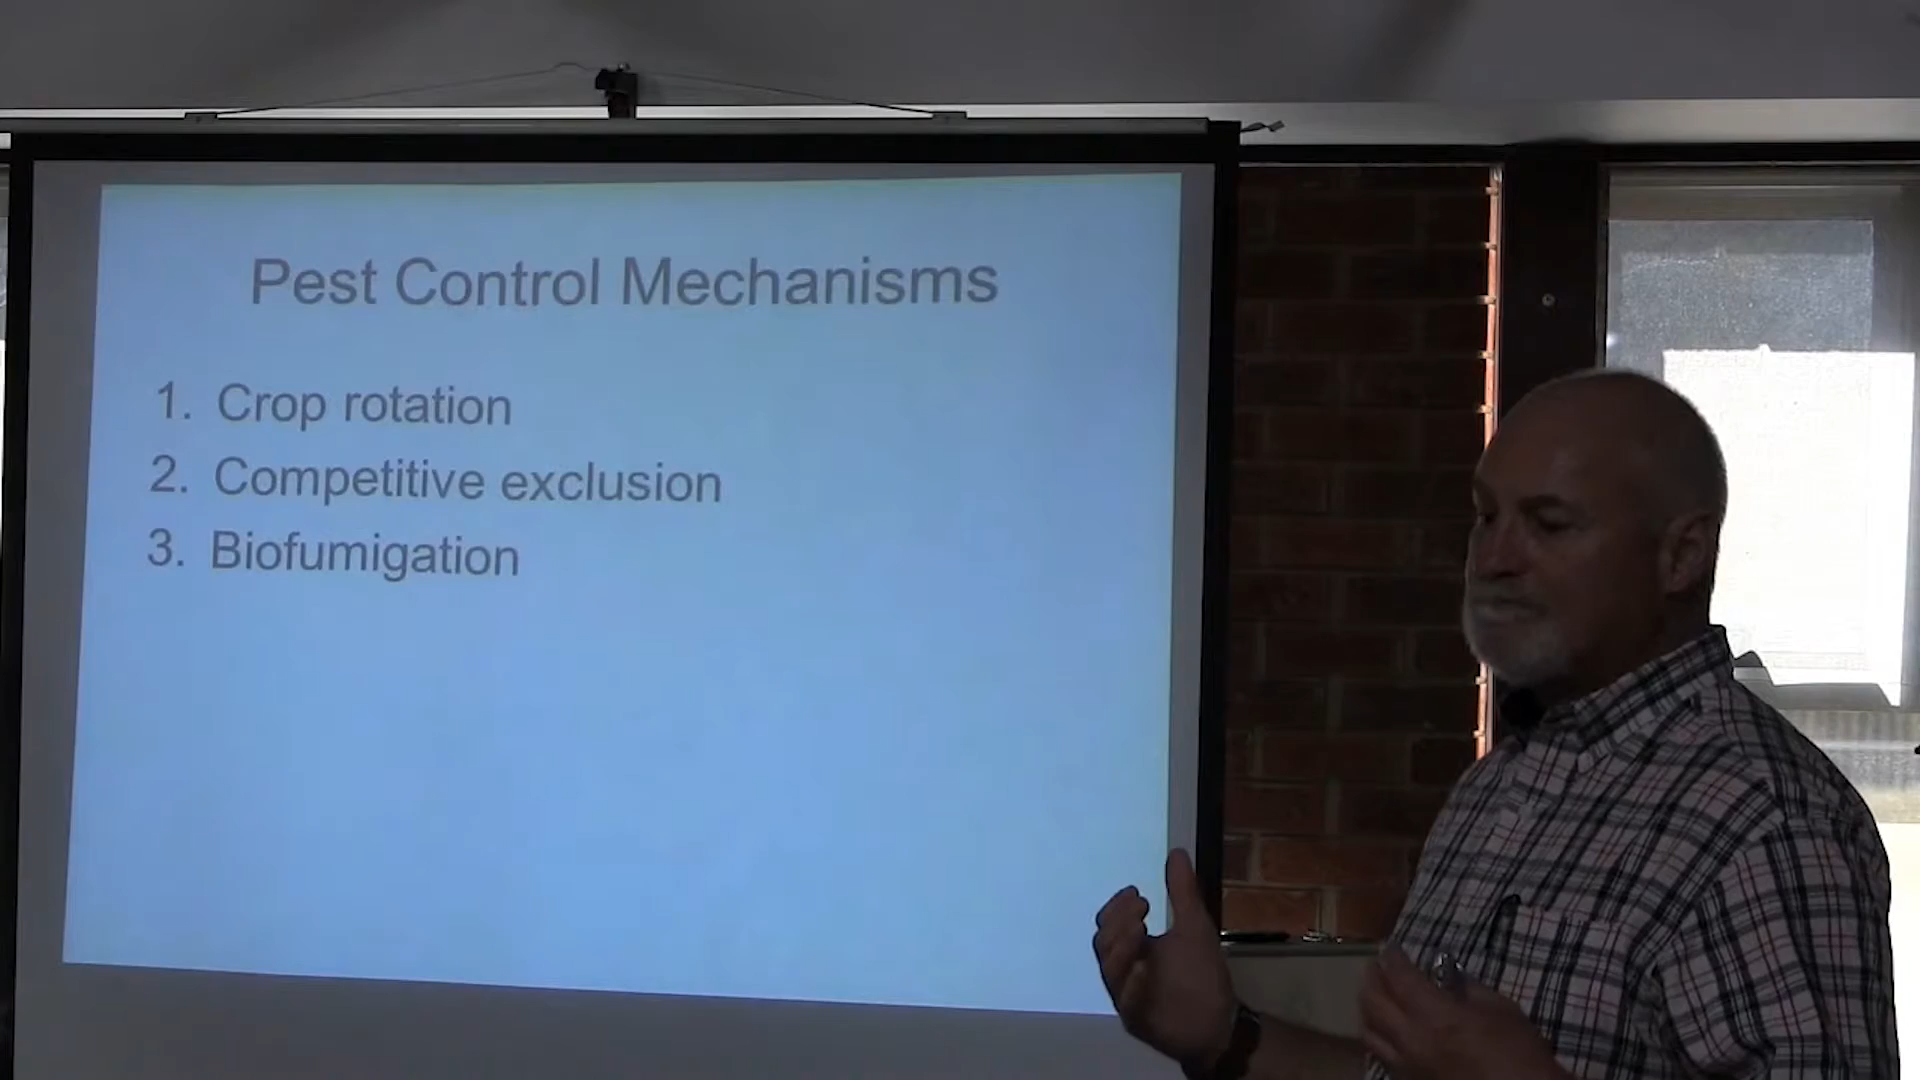 Pest Control Mechanisms
1. Crop rotation
2. Competitive exclusion
3. Biofumigation